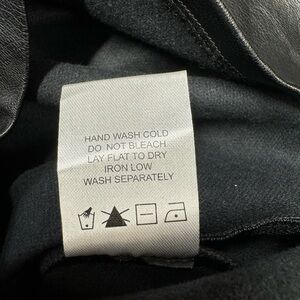 HAND WASH COLD
DO NOT BLEACH
LAY FLAT TO DRY
IRON LOW
WASH SEPARATELY